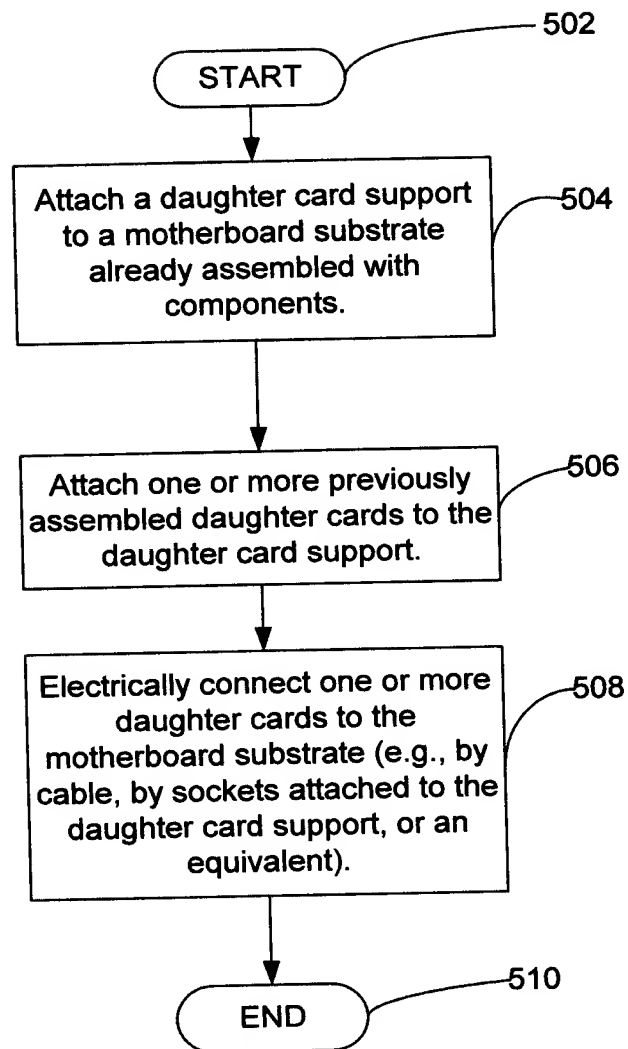 502
START
Attach a daughter card support
to a motherboard substrate
already assembled with
components.
504
Attach one or more previously
assembled daughter cards to the
daughter card support.
506
Electrically connect one or more
daughter cards to the
motherboard substrate (e.g., by
cable, by sockets attached to the
daughter card support, or an
equivalent).
508
END
510